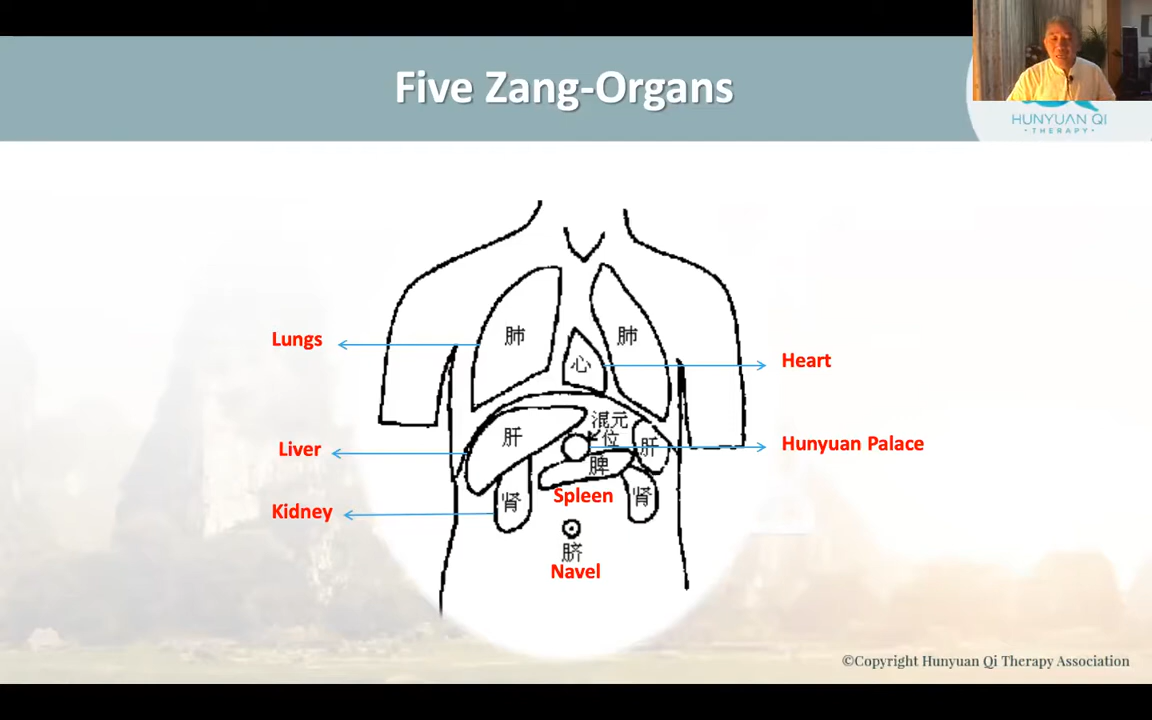 Five Zang-Organs
HUNYUAN QI
• THERAPY •
Lungs
肺
肺
心
Heart
混元
位
Liver
肝
肝
Hunyuan Palace
脾
Spleen
Kidney
肾
肾
脐
Navel
©Copyright Hunyuan Qi Therapy Association